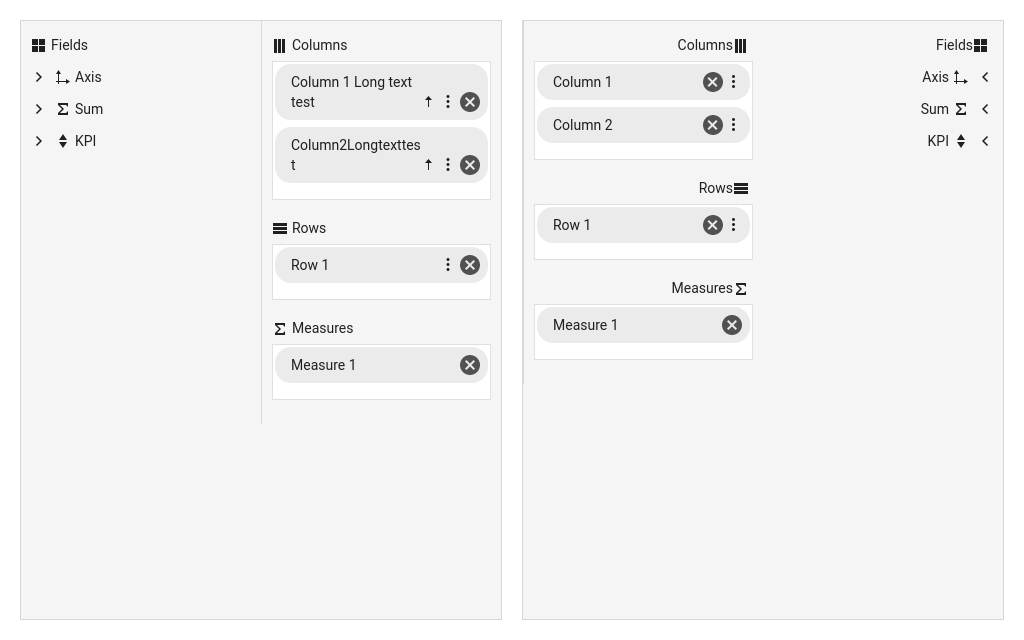 Fields
Axis
Sum
KPI
Columns
Column 1 Long text
test
Column2Longtexttes
t
Rows
Row 1
Measures
Measure 1
Columns
Column 1
Column 2
Rows
Row 1
Measures
Measure 1
Fields
Axis
Sum
KPI